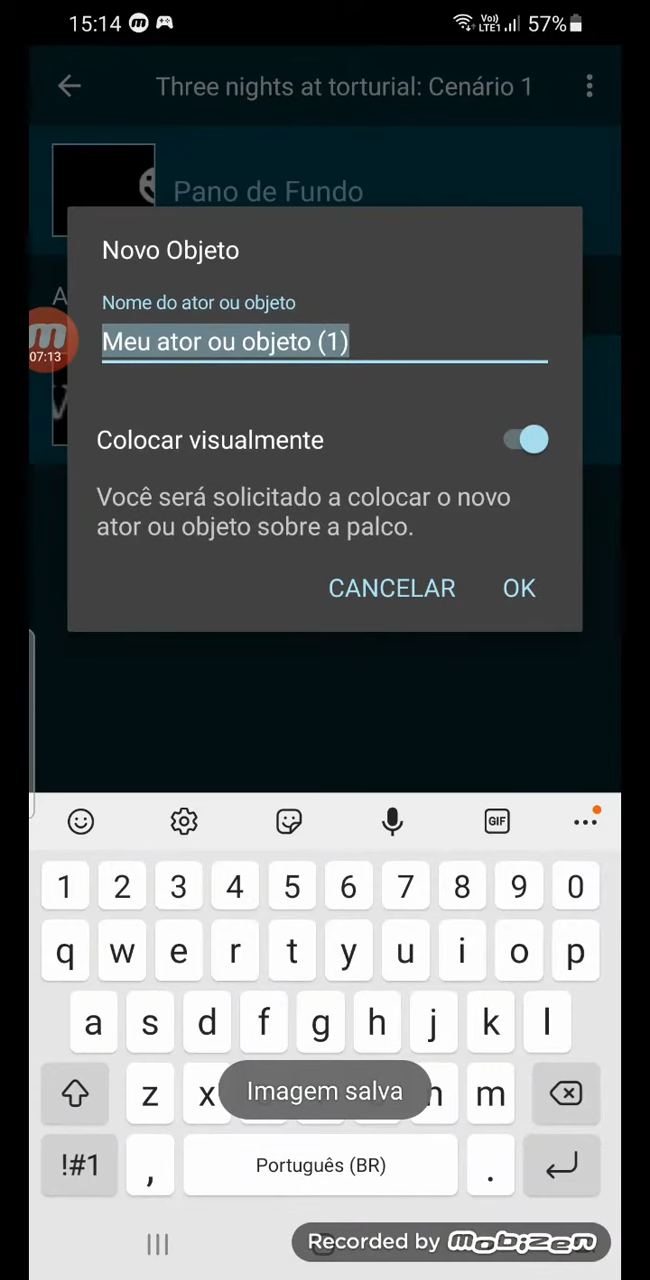 15:14 Vo)) LTE1 57%
Three nights at torturial: Cenário 1
Pano de Fundo
Novo Objeto
A
Nome do ator ou objeto
m
Meu ator ou objeto (1)
07:13
Colocar visualmente
Você será solicitado a colocar o novo
ator ou objeto sobre a palco.
CANCELAR OK
GIF
1 2 3 4 5 6 7 8 9 0
q w e r t y u i o p
a s d f g h j k l
z x n m
Imagem salva
!#1 , Português (BR) .
Recorded by mobizen